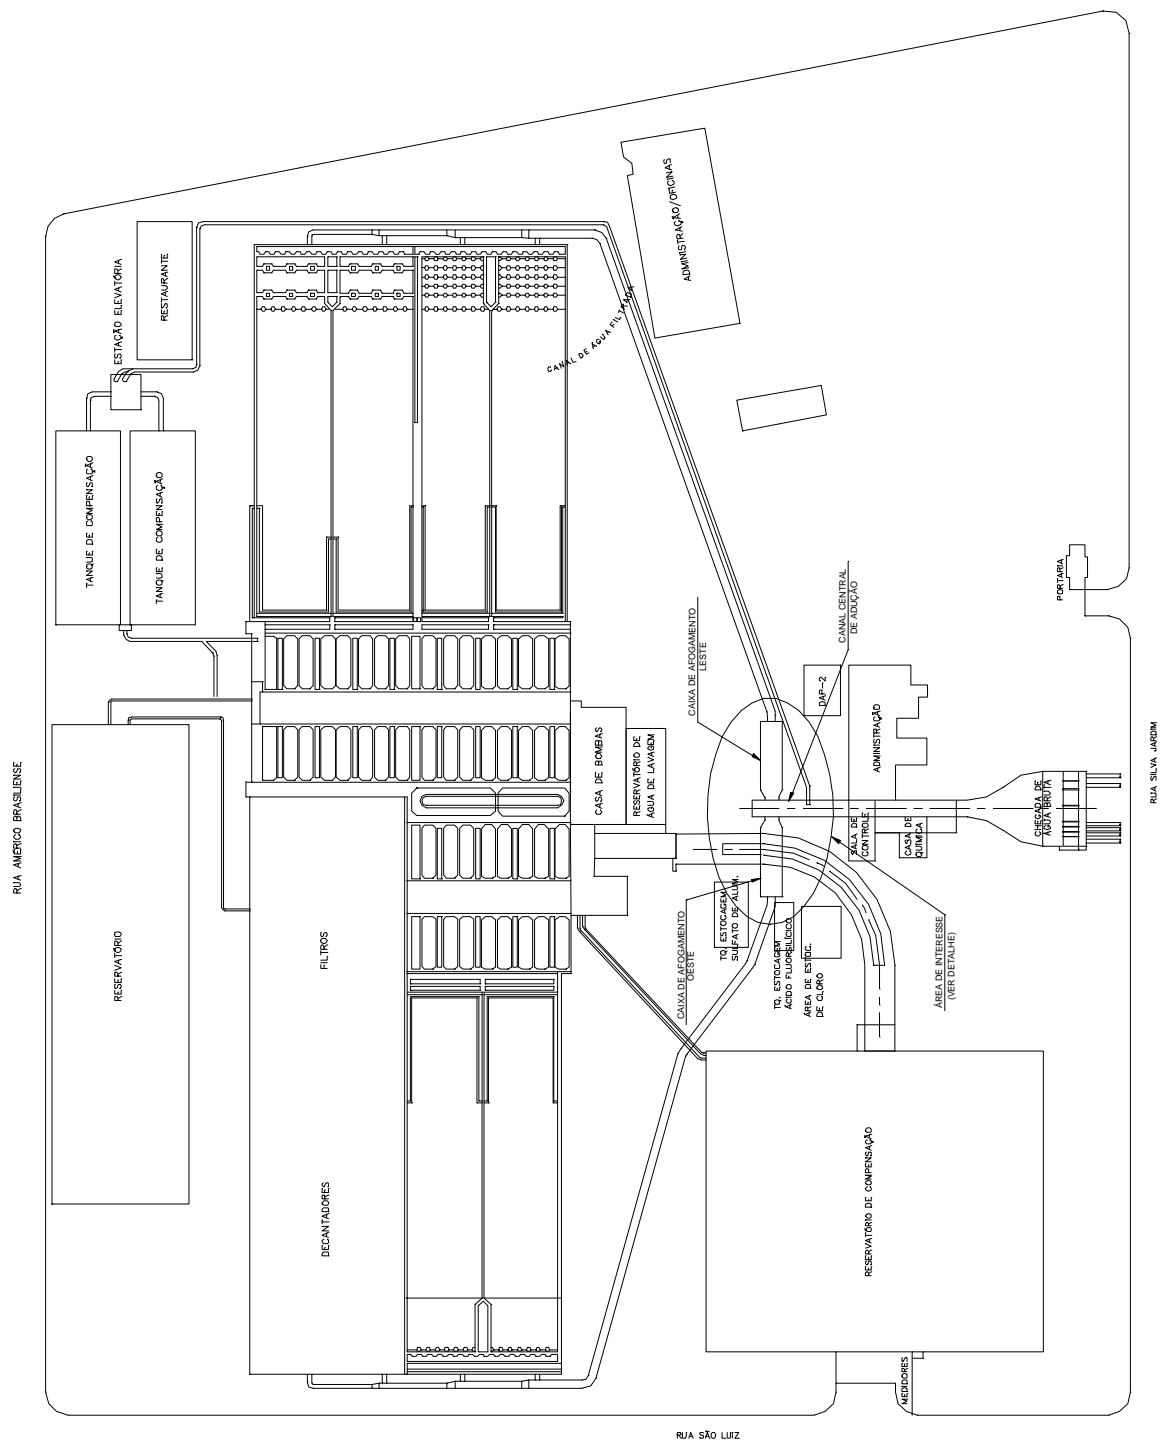 ADMINISTRAÇÃO/OFICINAS
ESTAÇÃO ELEVATÓRIA
RESTAURANTE
CANAL DE ÁGUA FILTRADA
TANQUE DE COMPENSAÇÃO
TANQUE DE COMPENSAÇÃO
PORTARIA
CANAL CENTRAL
DE ADUÇÃO
CAIXA DE AFOGAMENTO
LESTE
DAP-2
ADMINISTRAÇÃO
CASA DE BOMBAS
RESERVATÓRIO DE
ÁGUA DE LAVAGEM
RUA SILVA JARDIM
RUA AMÉRICO BRASILIENSE
CHEGADA DE
ÁGUA BRUTA
SALA DE
CONTROLE
CASA DE
QUÍMICA
TQ. ESTOCAGEM
SULFATO DE ALUM.
RESERVATÓRIO
FILTROS
CAIXA DE AFOGAMENTO
OESTE
TQ. ESTOCAGEM
ÁCIDO FLUORSILÍCICO
ÁREA DE ESTOC.
DE CLORO
ÁREA DE INTERESSE
(VER DETALHE)
DECANTADORES
RESERVATÓRIO DE COMPENSAÇÃO
MEDIDORES
RUA SÃO LUIZ